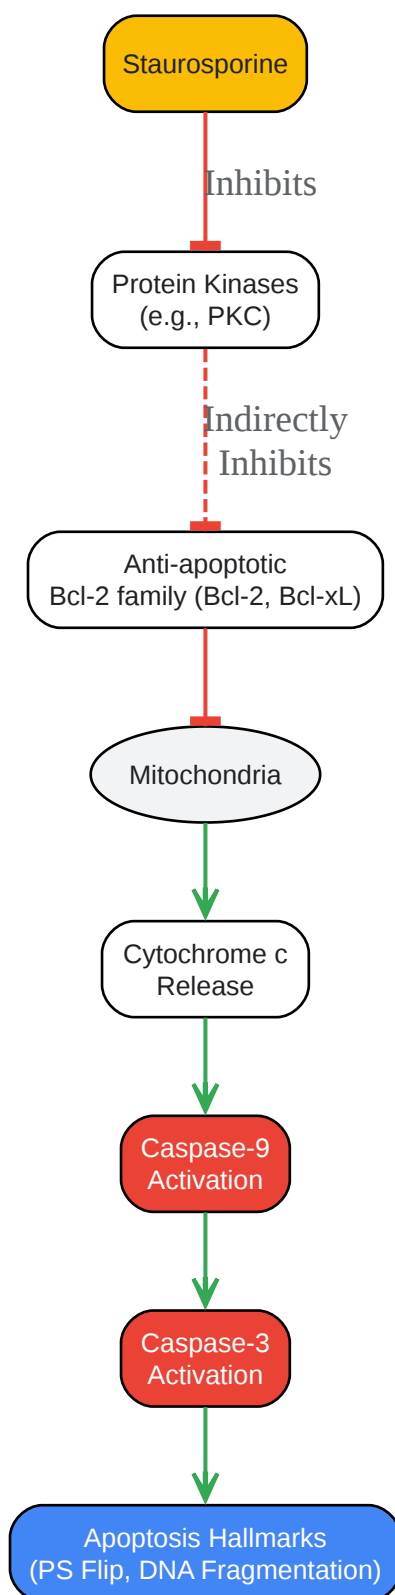 Staurosporine
Inhibits
Protein Kinases
(e.g., PKC)
Indirectly
Inhibits
Anti-apoptotic
Bcl-2 family (Bcl-2, Bcl-xL)
Mitochondria
Cytochrome c
Release
Caspase-9
Activation
Caspase-3
Activation
Apoptosis Hallmarks
(PS Flip, DNA Fragmentation)